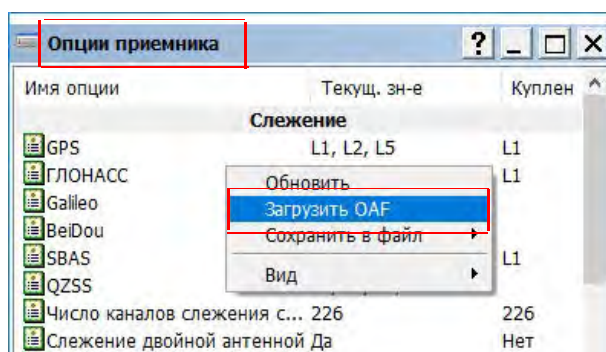 Опции приемника
Имя опции Текущ. зн-е Куплен
Слежение
GPS L1, L2, L5 L1
ГЛОНАСС L1
Обновить
Galileo
Загрузить OAF
BeiDou
Сохранить в файл
SBAS L1
Вид
QZSS
Число каналов слежения с... 226 226
Слежение двойной антенной Да Нет